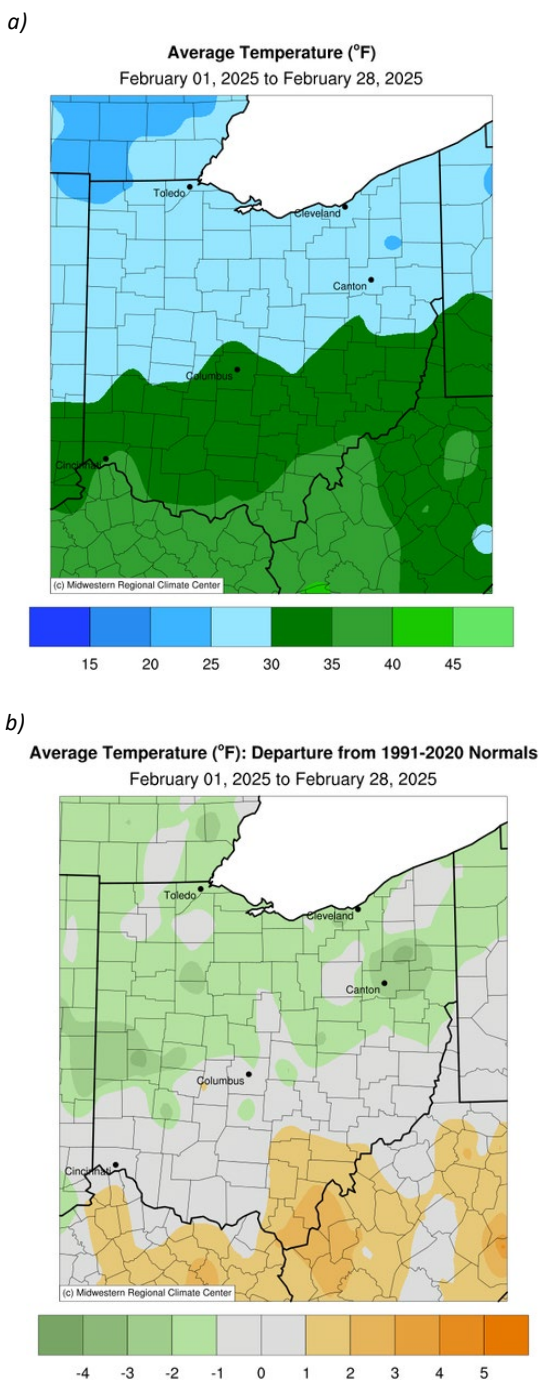 a)
Average Temperature (°F)
February 01, 2025 to February 28, 2025
Toledo
Cleveland
Canton
Columbus
Cincinnati
(c) Midwestern Regional Climate Center
15 20 25 30 35 40 45
b)
Average Temperature (°F): Departure from 1991-2020 Normals
February 01, 2025 to February 28, 2025
Toledo
Cleveland
Canton
Columbus
Cincinnati
(c) Midwestern Regional Climate Center
-4 -3 -2 -1 0 1 2 3 4 5